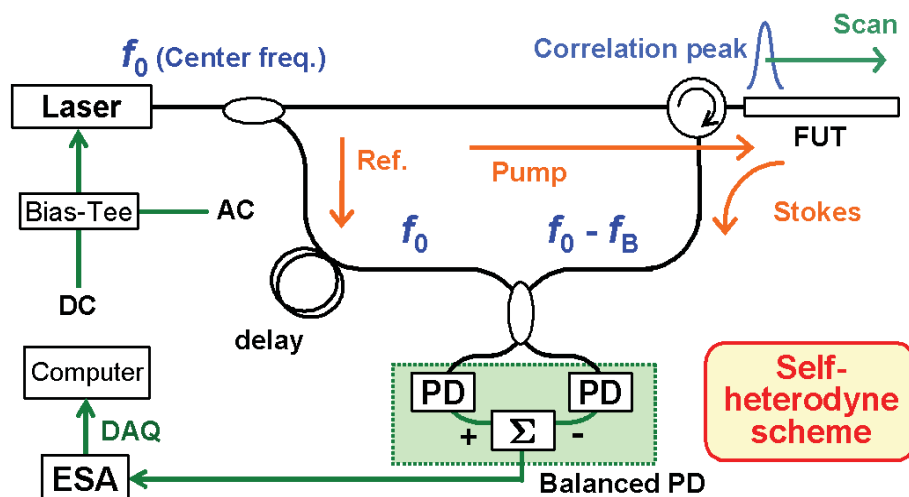 f0 (Center freq.)
Correlation peak
Scan
Laser
FUT
Ref.
Pump
Bias-Tee
AC
Stokes
f0
f0 - fB
DC
delay
Computer
PD
PD
Self-
heterodyne
scheme
DAQ
+
Σ
-
ESA
Balanced PD